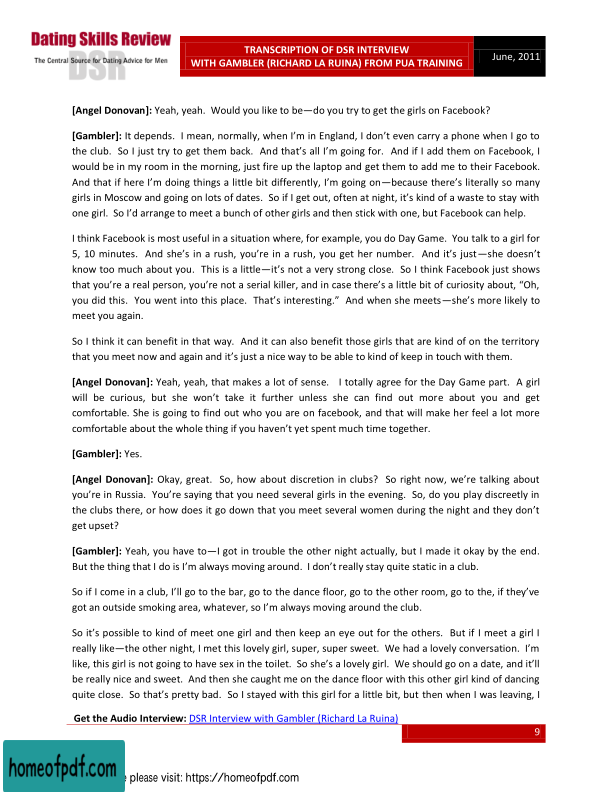 Dating Skills Review
The Central Source for Dating Advice for Men
DSR
TRANSCRIPTION OF DSR INTERVIEW
WITH GAMBLER (RICHARD LA RUINA) FROM PUA TRAINING
June, 2011
[Angel Donovan]: Yeah, yeah.  Would you like to be—do you try to get the girls on Facebook?
[Gambler]: It depends.  I mean, normally, when I'm in England, I don't even carry a phone when I go to
the club.  So I just try to get them back.  And that's all I'm going for.  And if I add them on Facebook, I
would be in my room in the morning, just fire up the laptop and get them to add me to their Facebook.
And that if here I'm doing things a little bit differently, I'm going on—because there's literally so many
girls in Moscow and going on lots of dates.  So if I get out, often at night, it's kind of a waste to stay with
one girl.  So I'd arrange to meet a bunch of other girls and then stick with one, but Facebook can help.
I think Facebook is most useful in a situation where, for example, you do Day Game.  You talk to a girl for
5, 10 minutes.  And she's in a rush, you're in a rush, you get her number.  And it's just—she doesn't
know too much about you.  This is a little—it's not a very strong close.  So I think Facebook just shows
that you're a real person, you're not a serial killer, and in case there's a little bit of curiosity about, "Oh,
you did this.  You went into this place.  That's interesting."  And when she meets—she's more likely to
meet you again.
So I think it can benefit in that way.  And it can also benefit those girls that are kind of on the territory
that you meet now and again and it's just a nice way to be able to kind of keep in touch with them.
[Angel Donovan]: Yeah, yeah, that makes a lot of sense.   I totally agree for the Day Game part.  A girl
will be curious, but she won't take it further unless she can find out more about you and get
comfortable. She is going to find out who you are on facebook, and that will make her feel a lot more
comfortable about the whole thing if you haven't yet spent much time together.
[Gambler]: Yes.
[Angel Donovan]: Okay, great.  So, how about discretion in clubs?  So right now, we're talking about
you're in Russia.  You're saying that you need several girls in the evening.  So, do you play discreetly in
the clubs there, or how does it go down that you meet several women during the night and they don't
get upset?
[Gambler]: Yeah, you have to—I got in trouble the other night actually, but I made it okay by the end.
But the thing that I do is I'm always moving around.  I don't really stay quite static in a club.
So if I come in a club, I'll go to the bar, go to the dance floor, go to the other room, go to the, if they've
got an outside smoking area, whatever, so I'm always moving around the club.
So it's possible to kind of meet one girl and then keep an eye out for the others.  But if I meet a girl I
really like—the other night, I met this lovely girl, super, super sweet.  We had a lovely conversation.  I'm
like, this girl is not going to have sex in the toilet.  So she's a lovely girl.  We should go on a date, and it'll
be really nice and sweet.  And then she caught me on the dance floor with this other girl kind of dancing
quite close.  So that's pretty bad.  So I stayed with this girl for a little bit, but then when I was leaving, I
Get the Audio Interview: DSR Interview with Gambler (Richard La Ruina)
9
homeofpdf.com
please visit: https://homeofpdf.com